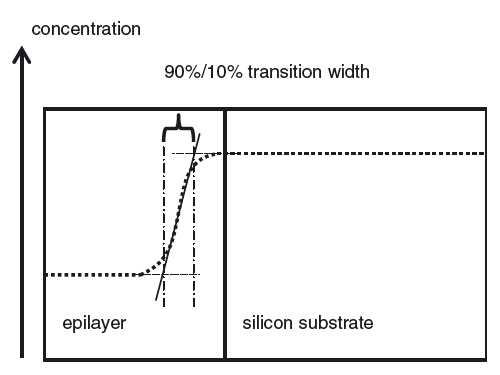 concentration
90%/10% transition width
epilayer
silicon substrate